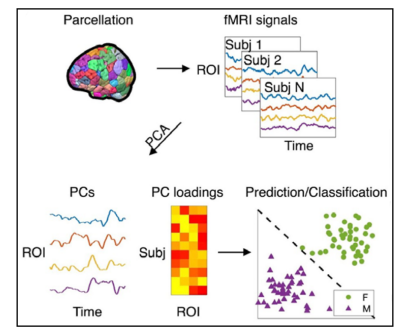 Parcellation
fMRI signals
Subj 1
Subj 2
Subj N
ROI
Time
PCA
PCs
PC loadings
Prediction/Classification
ROI
Subj
Time
ROI
F
M